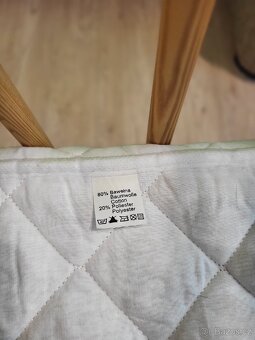 80% Bawełna
Baumwolle
Cotton
20% Poliester
Polyester